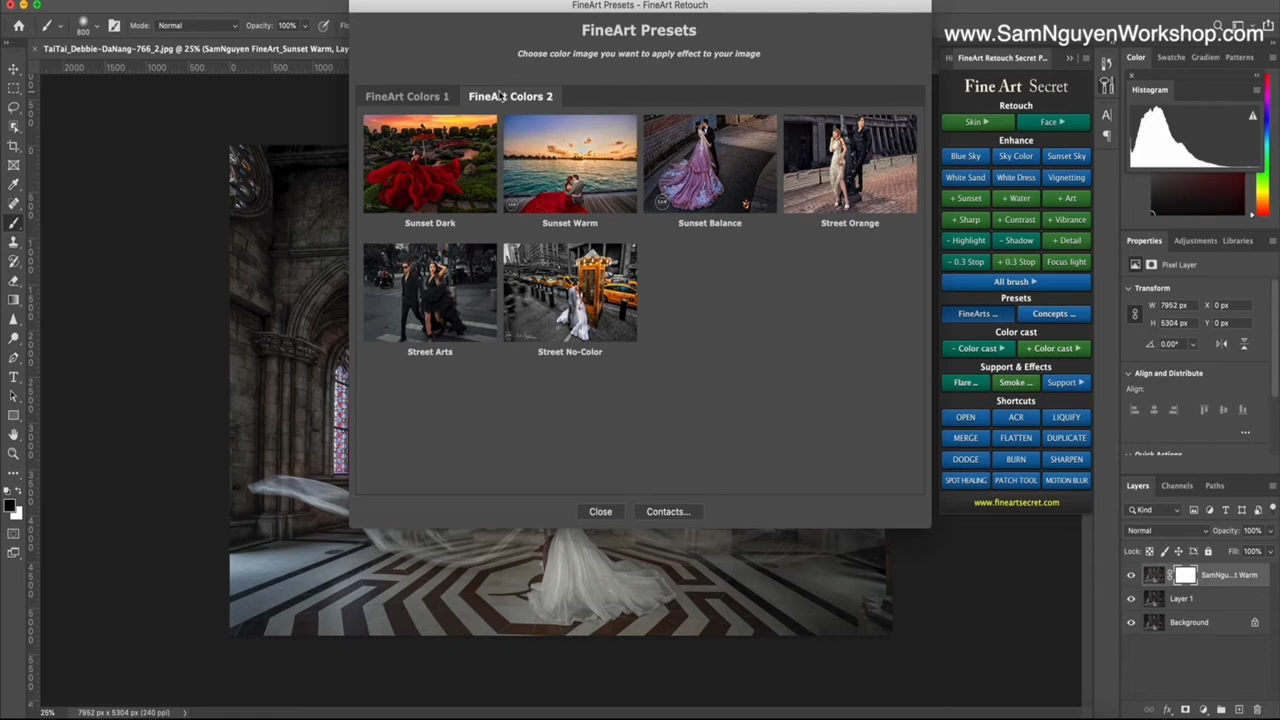 FineArt Presets - FineArt Retouch
Mode: Normal
Opacity: 100%
800
www.SamNguyenWorkshop.com
TaiTai_Debbie-DaNang-766_2.jpg @ 25% (SamNguyen FineArt_Sunset Warm, Lay
2000 1500 1000 500 0 500 1000
FineArt Presets
Choose color image you want to apply effect to your image
FineArt Colors 1
FineArt Colors 2
Sunset Dark
Sunset Warm
Sunset Balance
Street Orange
Street Arts
Street No-Color
Close
Contacts...
FineArt Retouch Secret P...
Fine Art Secret
Retouch
Skin
Face
Enhance
Blue Sky
Sky Color
Sunset Sky
White Sand
White Dress
Vignetting
+ Sunset
+ Water
+ Art
+ Sharp
+ Contrast
+ Vibrance
- Highlight
- Shadow
+ Detail
- 0.3 Stop
+ 0.3 Stop
Focus light
All brush
Presets
FineArts ...
Concepts ...
Color cast
- Color cast
+ Color cast
Support & Effects
Flare ...
Smoke ...
Support
Shortcuts
OPEN
ACR
LIQUIFY
MERGE
FLATTEN
DUPLICATE
DODGE
BURN
SHARPEN
SPOT HEALING
PATCH TOOL
MOTION BLUR
www.fineartsecret.com
Color
Swatche
Gradien
Patterns
Histogram
Properties
Adjustments
Libraries
Pixel Layer
Transform
W 7952 px
X 0 px
H 5304 px
Y 0 px
0.00°
Align and Distribute
Align:
Layers
Channels
Paths
Kind
Normal
Opacity: 100%
Lock:
Fill: 100%
SamNgu...t Warm
Layer 1
Background
25%
7952 px x 5304 px (240 ppi)